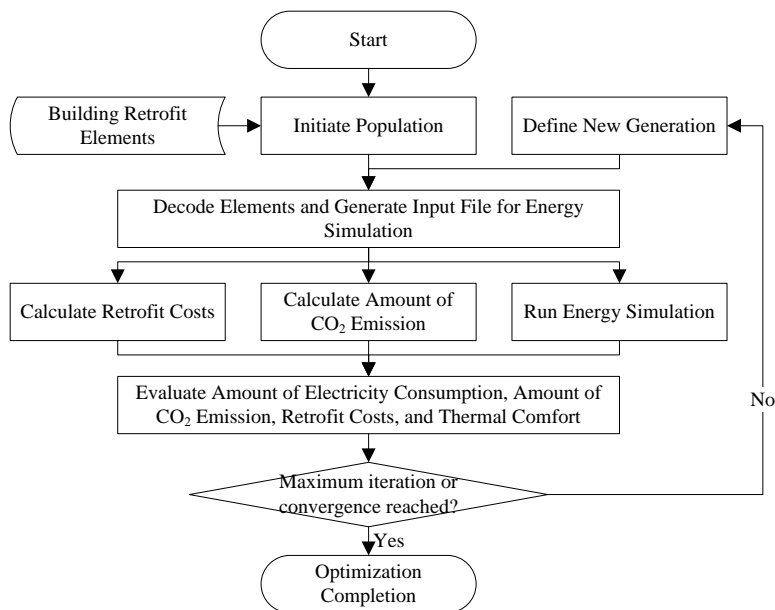 Start
Building Retrofit
Elements
Initiate Population
Define New Generation
Decode Elements and Generate Input File for Energy
Simulation
Calculate Retrofit Costs
Calculate Amount of
CO₂ Emission
Run Energy Simulation
Evaluate Amount of Electricity Consumption, Amount of
CO₂ Emission, Retrofit Costs, and Thermal Comfort
No
Maximum iteration or
convergence reached?
Yes
Optimization
Completion